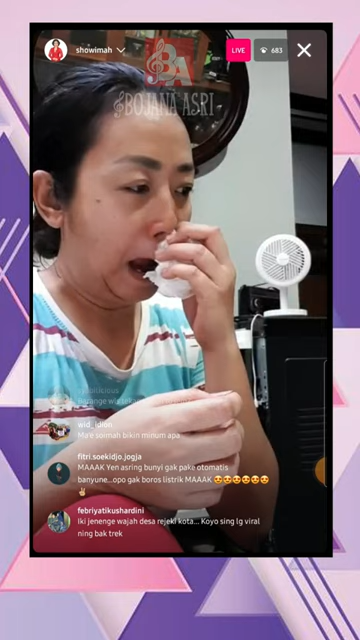 showimah
LIVE
683
BA
BOJANA ASRI
wid_idion
Ma'e soimah bikin minum apa
fitri.soekidjo.jogja
MAAAK Yen asring bunyi gak pake otomatis
banyune...opo gak boros listrik MAAAK 😍😍😍😍😍😍
✌
febriyatikushardini
Iki jenenge wajah desa rejeki kota... Koyo sing lg viral
ning bak trek